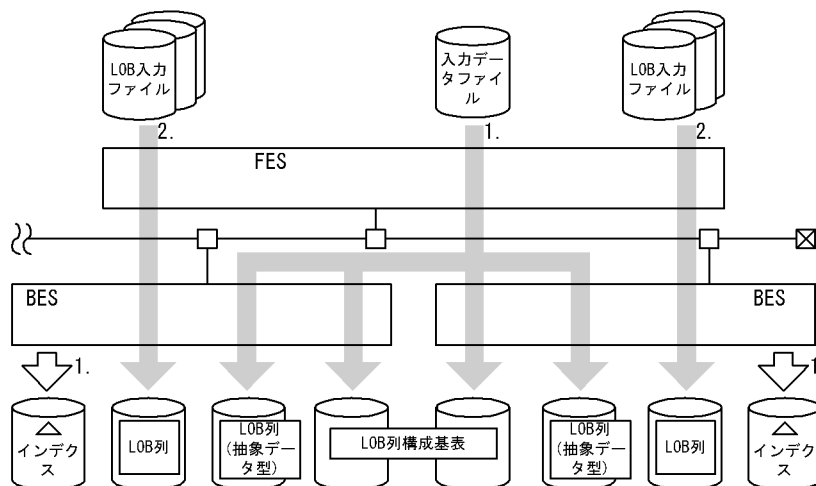 LOB入力
ファイル
入力デー
タファイ
ル
LOB入力
ファイル
2.
1.
2.
FES
BES
BES
1.
1
インデク
ス
LOB列
LOB列
(抽象デー
タ型)
LOB列構成基表
LOB列
(抽象デー
タ型)
LOB列
インデク
ス